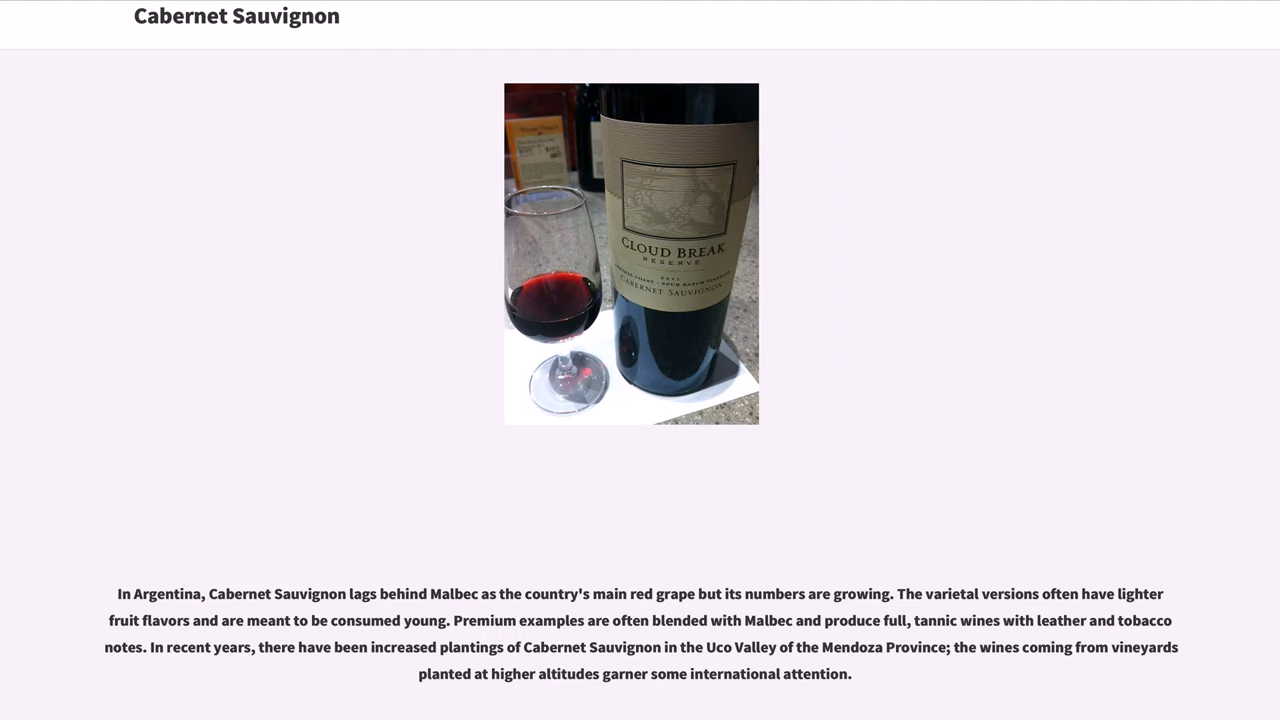 Cabernet Sauvignon
CLOUD BREAK
RESERVE
2011
CABERNET SAUVIGNON
In Argentina, Cabernet Sauvignon lags behind Malbec as the country's main red grape but its numbers are growing. The varietal versions often have lighter
fruit flavors and are meant to be consumed young. Premium examples are often blended with Malbec and produce full, tannic wines with leather and tobacco
notes. In recent years, there have been increased plantings of Cabernet Sauvignon in the Uco Valley of the Mendoza Province; the wines coming from vineyards
planted at higher altitudes garner some international attention.